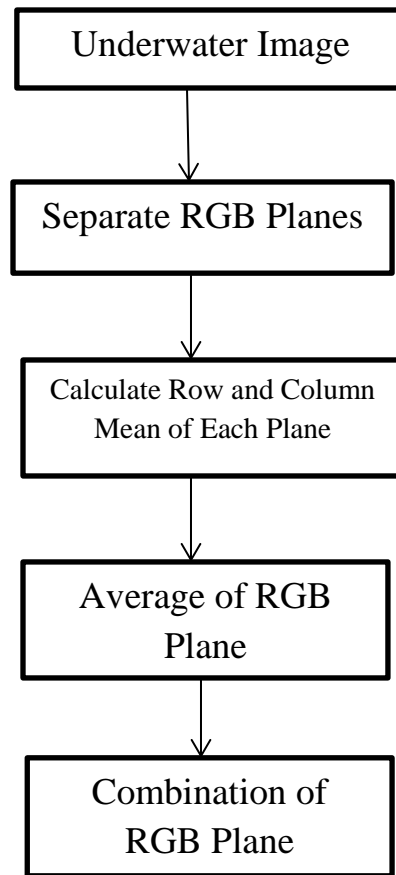 Underwater Image
Separate RGB Planes
Calculate Row and Column
Mean of Each Plane
Average of RGB
Plane
Combination of
RGB Plane